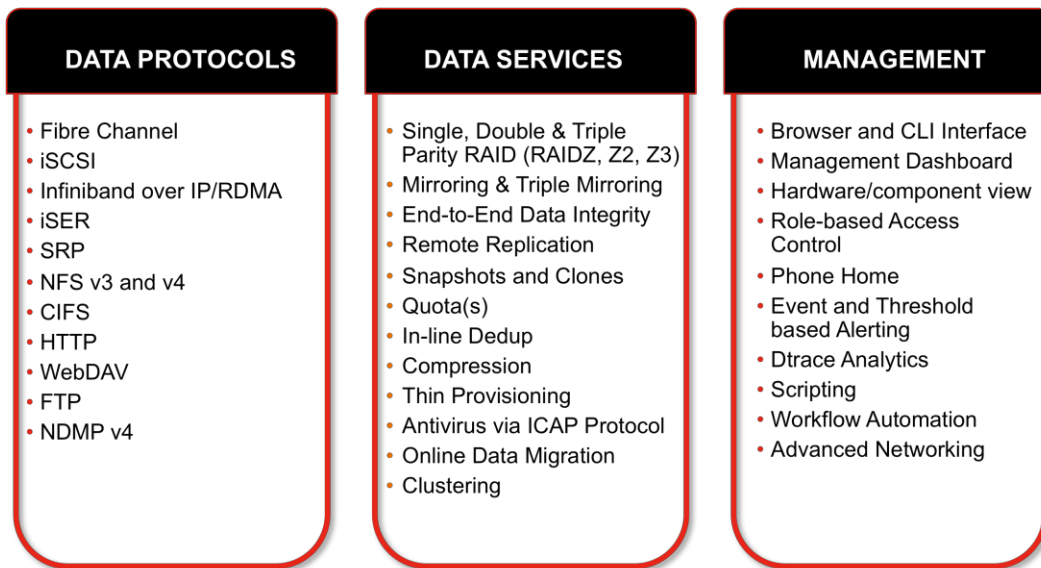 DATA PROTOCOLS
• Fibre Channel
• iSCSI
• Infiniband over IP/RDMA
• iSER
• SRP
• NFS v3 and v4
• CIFS
• HTTP
• WebDAV
• FTP
• NDMP v4
DATA SERVICES
• Single, Double & Triple
Parity RAID (RAIDZ, Z2, Z3)
• Mirroring & Triple Mirroring
• End-to-End Data Integrity
• Remote Replication
• Snapshots and Clones
• Quota(s)
• In-line Dedup
• Compression
• Thin Provisioning
• Antivirus via ICAP Protocol
• Online Data Migration
• Clustering
MANAGEMENT
• Browser and CLI Interface
• Management Dashboard
• Hardware/component view
• Role-based Access
Control
• Phone Home
• Event and Threshold
based Alerting
• Dtrace Analytics
• Scripting
• Workflow Automation
• Advanced Networking